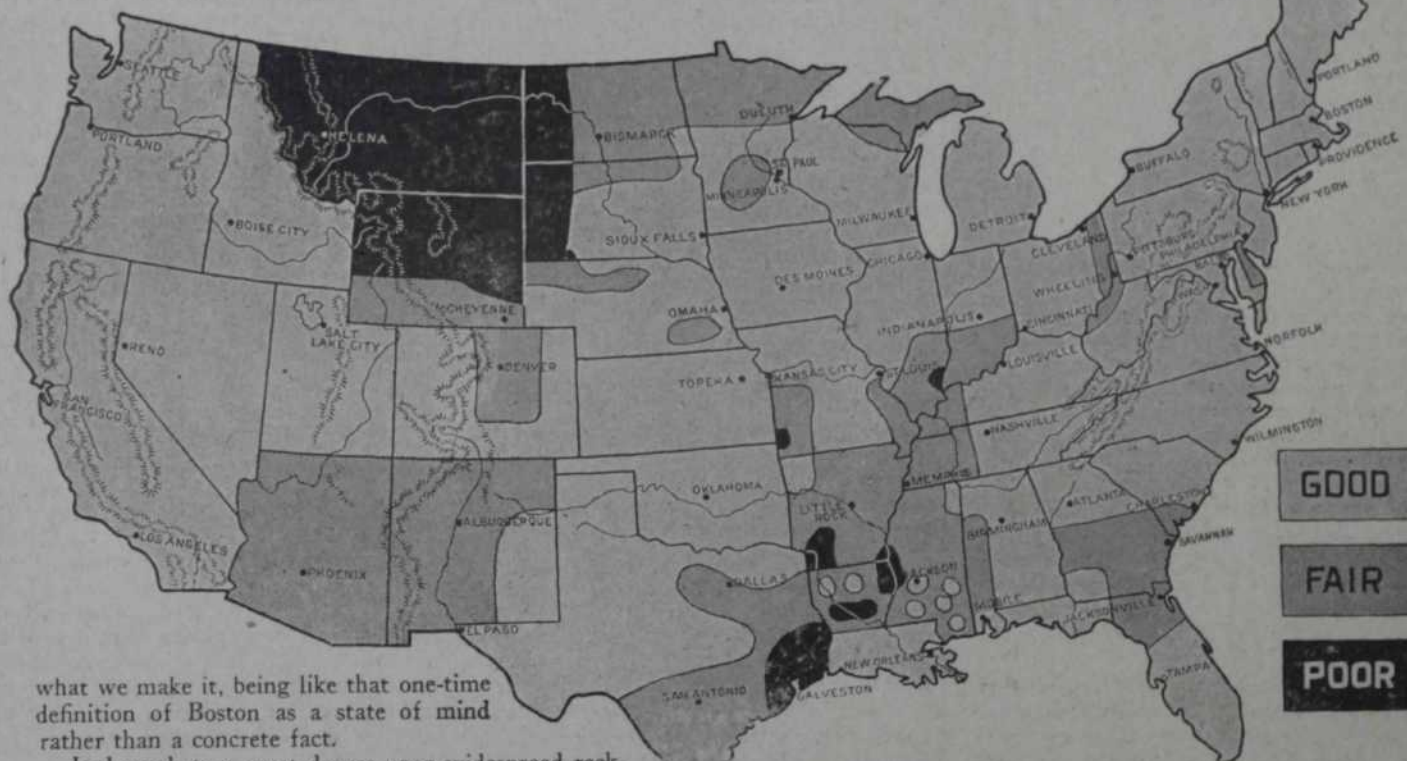 SEATTLE
PORTLAND
HELENA
BISMARCK
DULUTH
ST. PAUL
MINNEAPOLIS
BOISE CITY
SIOUX FALLS
MILWAUKEE
DETROIT
BUFFALO
PORTLAND
BOSTON
PROVIDENCE
NEW YORK
CLEVELAND
PITTSBURG
PHILADELPHIA
CHEYENNE
OMAHA
DES MOINES
CHICAGO
WHEELING
RENO
SALT
LAKE CITY
DENVER
TOPEKA
KANSAS CITY
ST. LOUIS
INDIANAPOLIS
CINCINNATI
LOUISVILLE
NORFOLK
SAN
FRANCISCO
NASHVILLE
WILMINGTON
LOS ANGELES
PHOENIX
ALBUQUERQUE
OKLAHOMA
LITTLE
ROCK
MEMPHIS
BIRMINGHAM
ATLANTA
CHARLESTON
SAVANNAH
EL PASO
DALLAS
JACKSON
MOBILE
JACKSONVILLE
SAN ANTONIO
GALVESTON
NEW ORLEANS
TAMPA
GOOD
FAIR
POOR
what we make it, being like that one-time
definition of Boston as a state of mind
rather than a concrete fact.